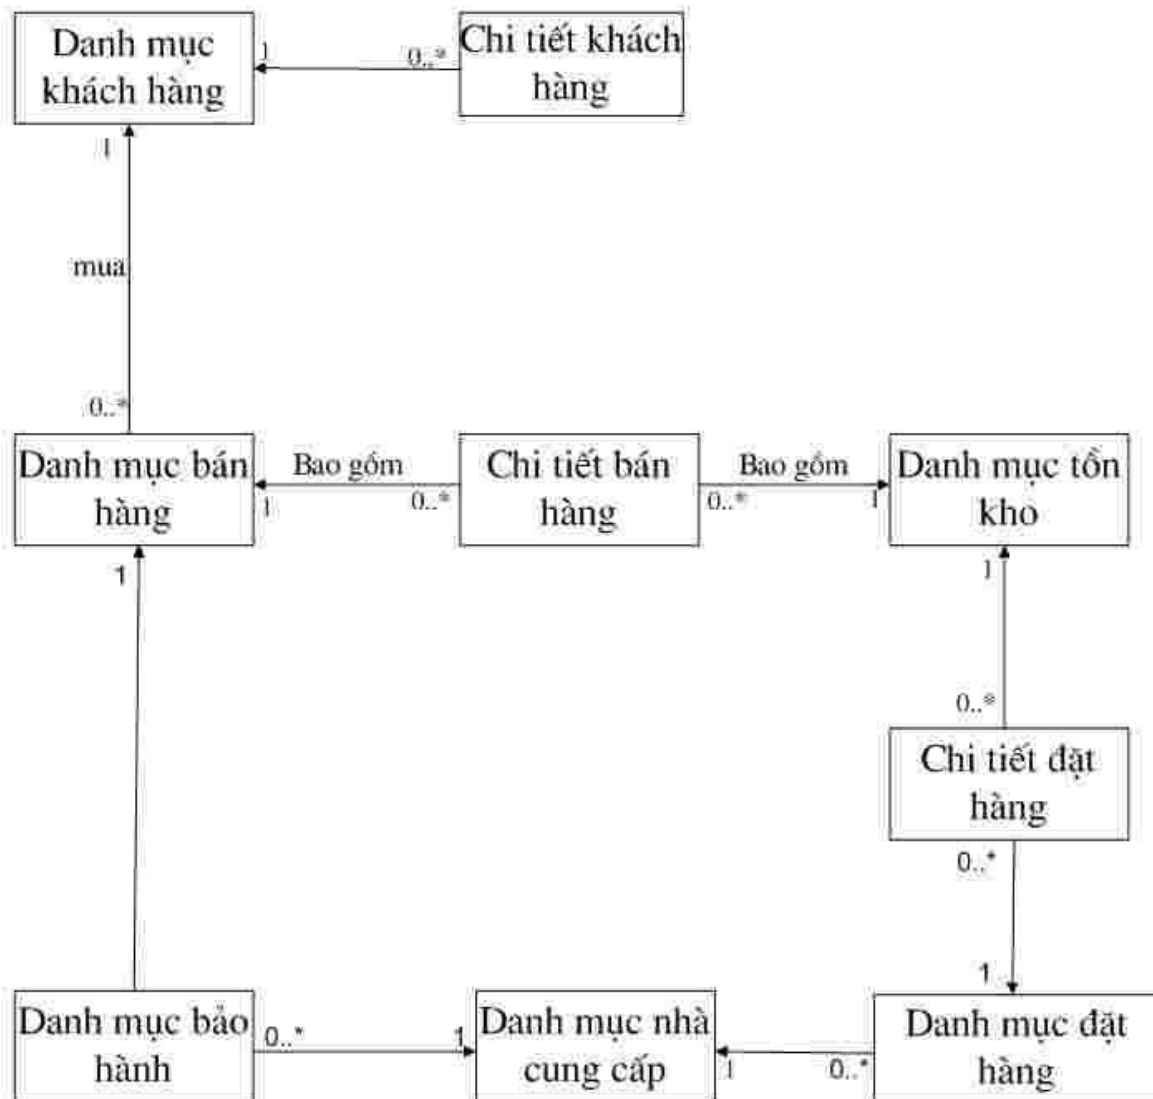 Danh mục
khách hàng
1
0..*
Chi tiết khách
hàng
1
mua
0..*
Danh mục bán
hàng
Bao gồm
1
0..*
Chi tiết bán
hàng
Bao gồm
0..*
1
Danh mục tồn
kho
1
1
0..*
Chi tiết đặt
hàng
0..*
1
Danh mục bảo
hành
0..*
1
Danh mục nhà
cung cấp
1
0..*
Danh mục đặt
hàng